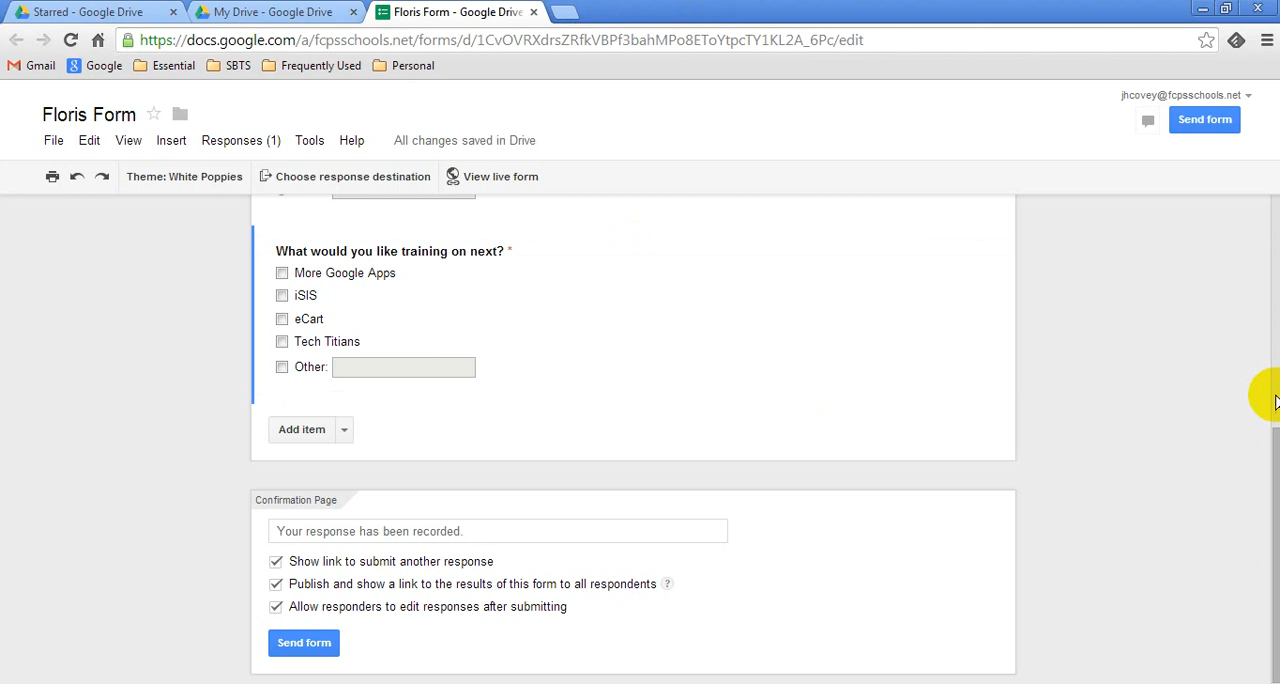 Starred - Google Drive
My Drive - Google Drive
Floris Form - Google Drive
https://docs.google.com/a/fcpsschools.net/forms/d/1CvOVRXdrsZRfkVBPf3bahMPo8EToYtpcTY1KL2A_6Pc/edit
Gmail Google Essential SBTS Frequently Used Personal
jhcovey@fcpsschools.net
Floris Form
Send form
File Edit View Insert Responses (1) Tools Help All changes saved in Drive
Theme: White Poppies Choose response destination View live form
What would you like training on next? *
More Google Apps
iSIS
eCart
Tech Titians
Other:
Add item
Confirmation Page
Your response has been recorded.
Show link to submit another response
Publish and show a link to the results of this form to all respondents ?
Allow responders to edit responses after submitting
Send form